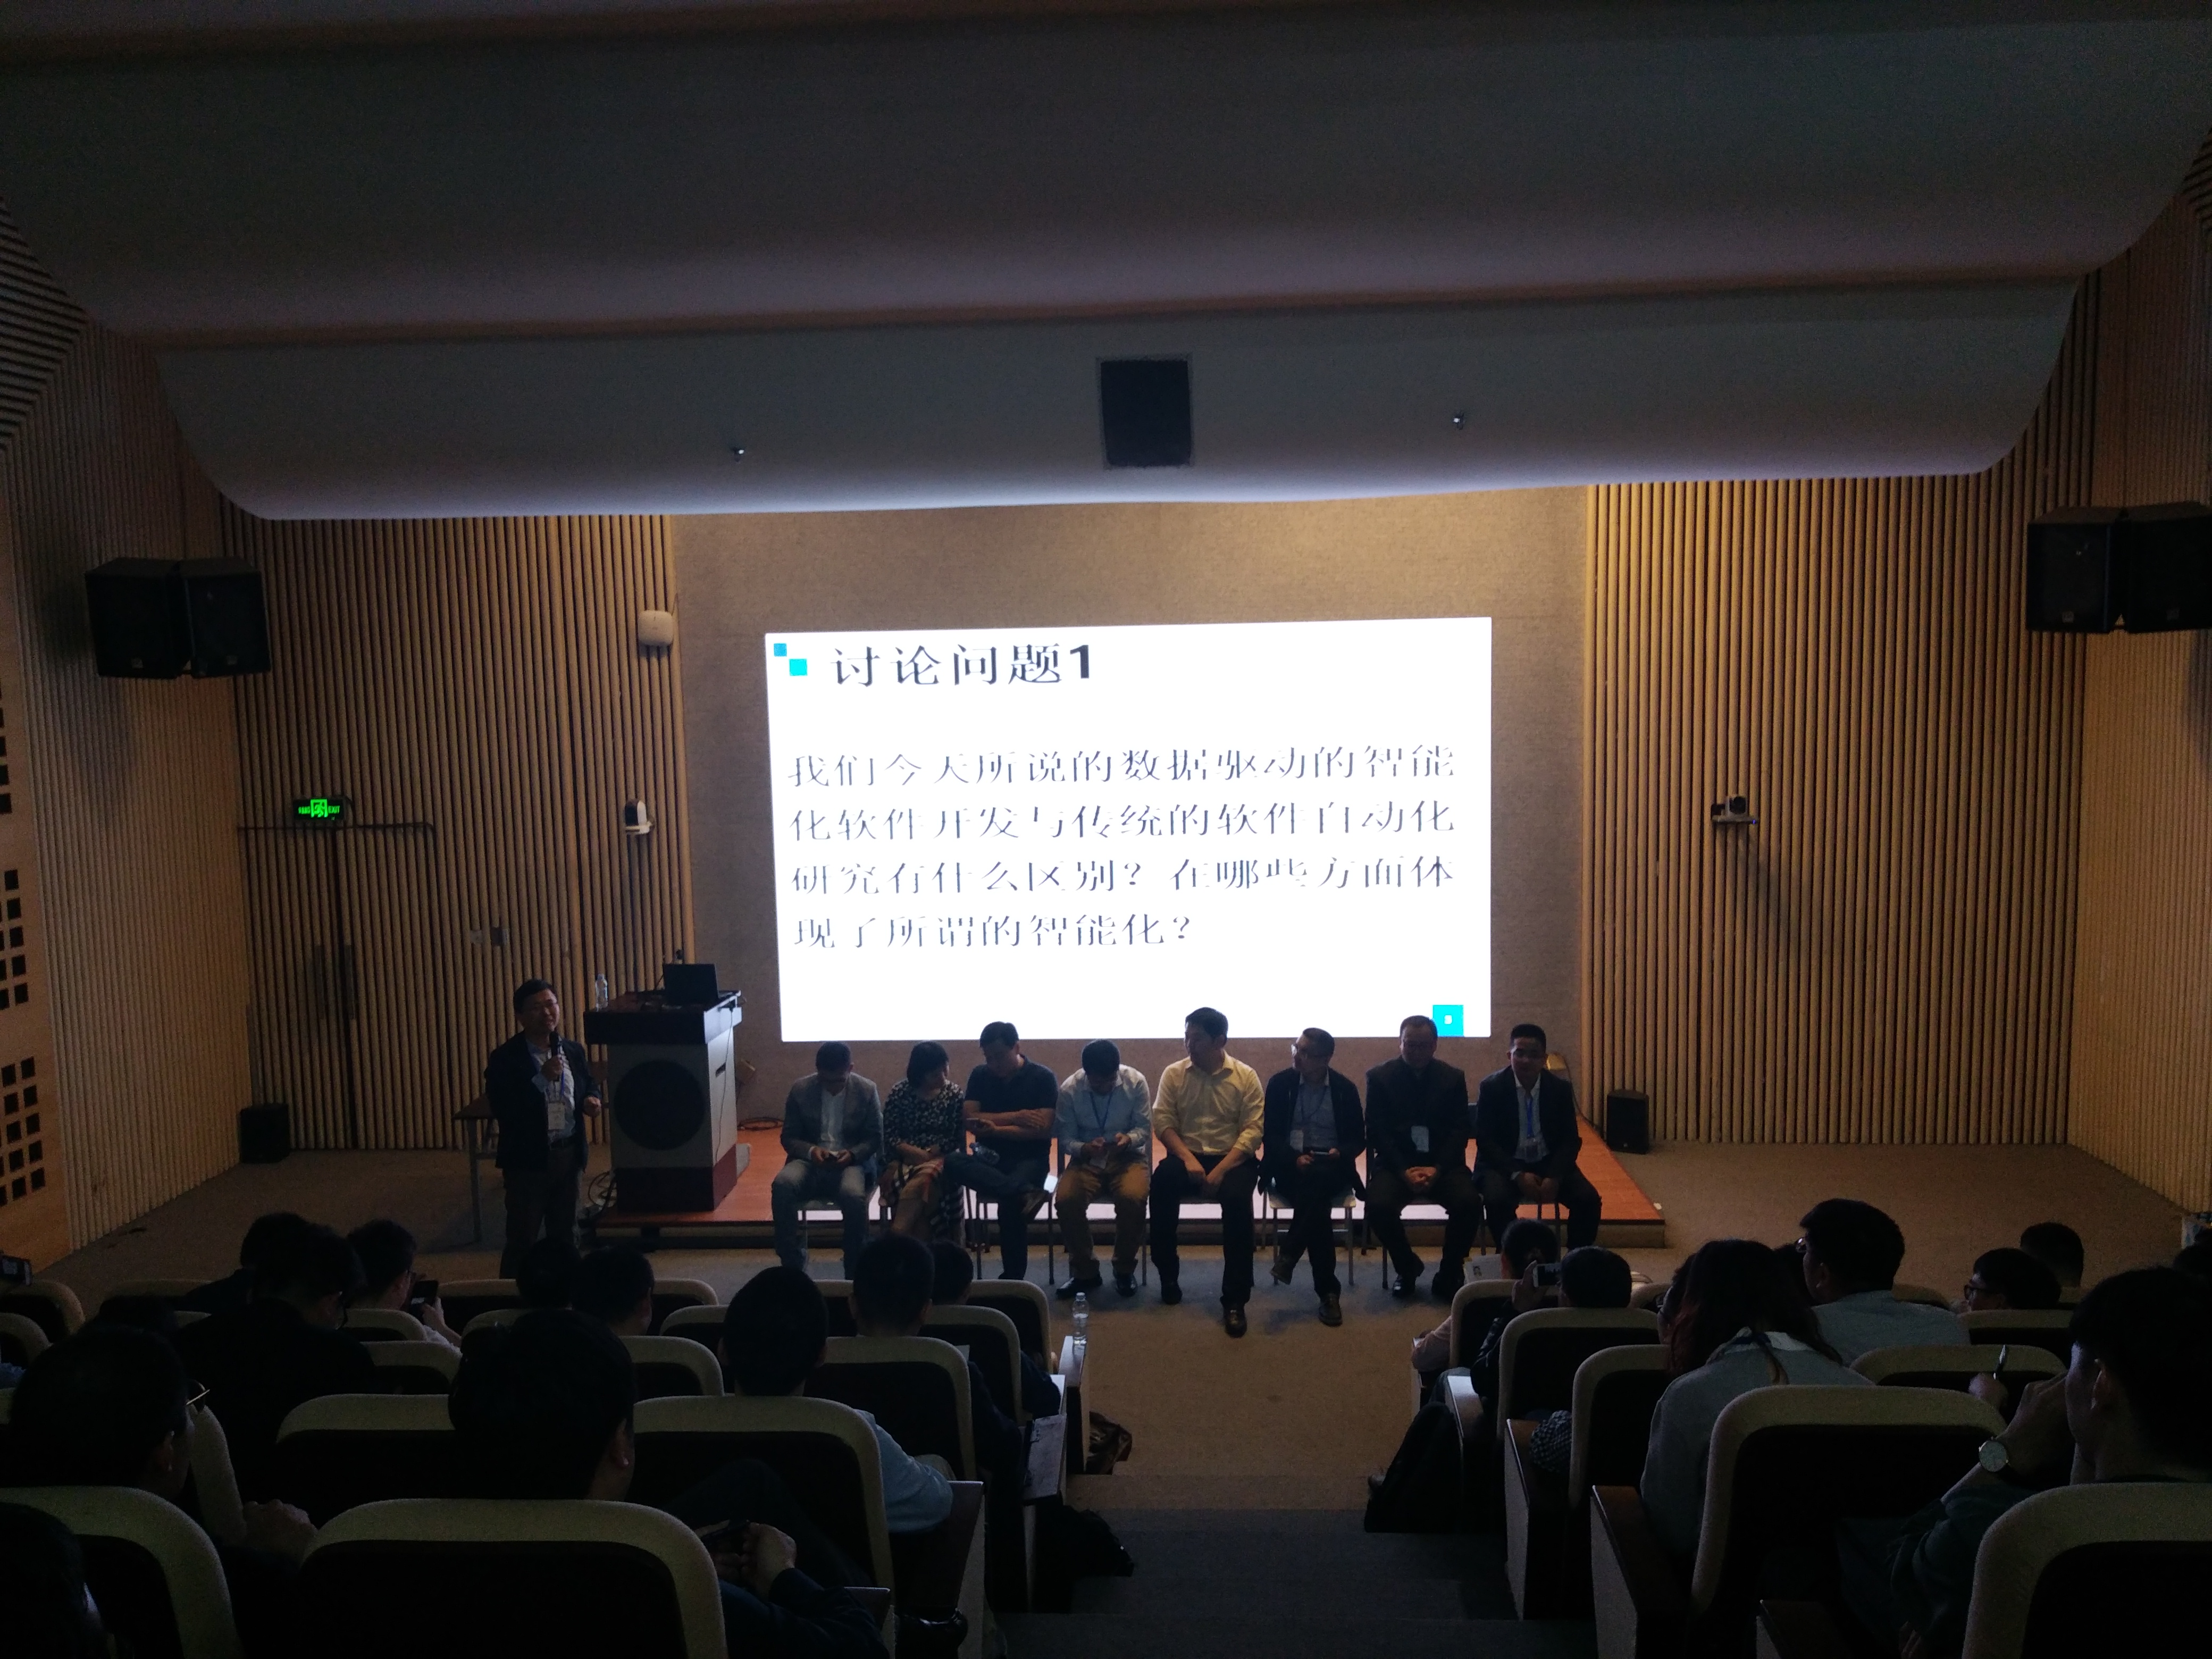 讨论问题1
我们今天所说的数据驱动的智能
化软件开发与传统的软件自动化
研究有什么区别？在哪些方面体
现了所谓的智能化？